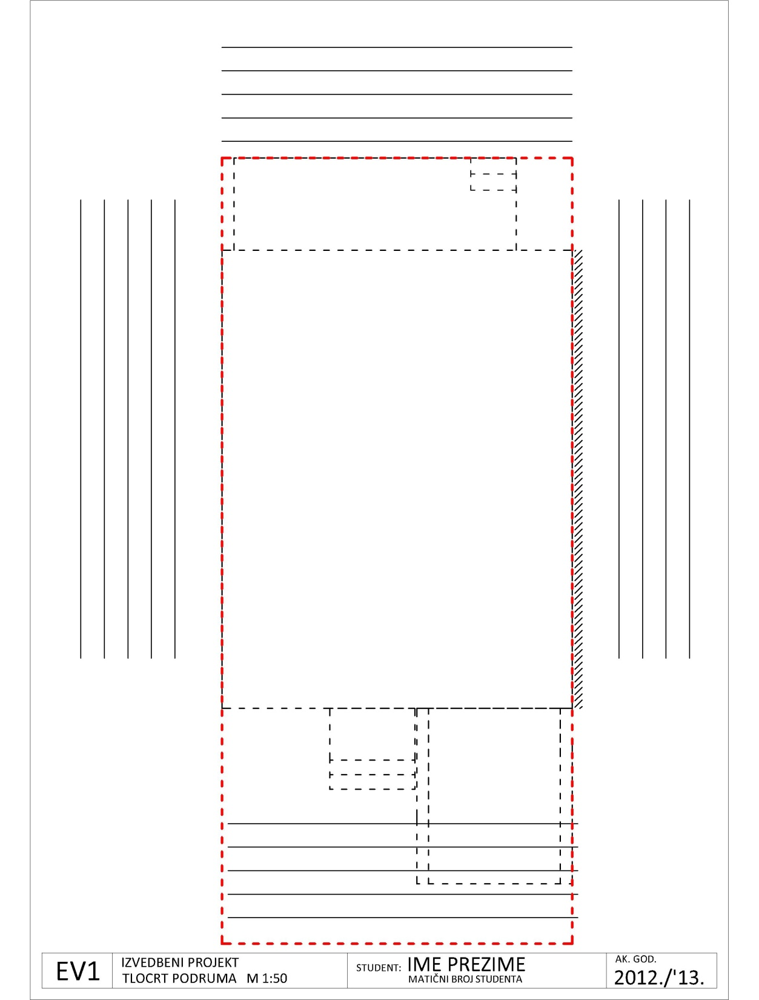 EV1
IZVEDBENI PROJEKT
TLOCRT PODRUMA M 1:50
STUDENT: IME PREZIME
MATIČNI BROJ STUDENTA
AK. GOD.
2012./'13.